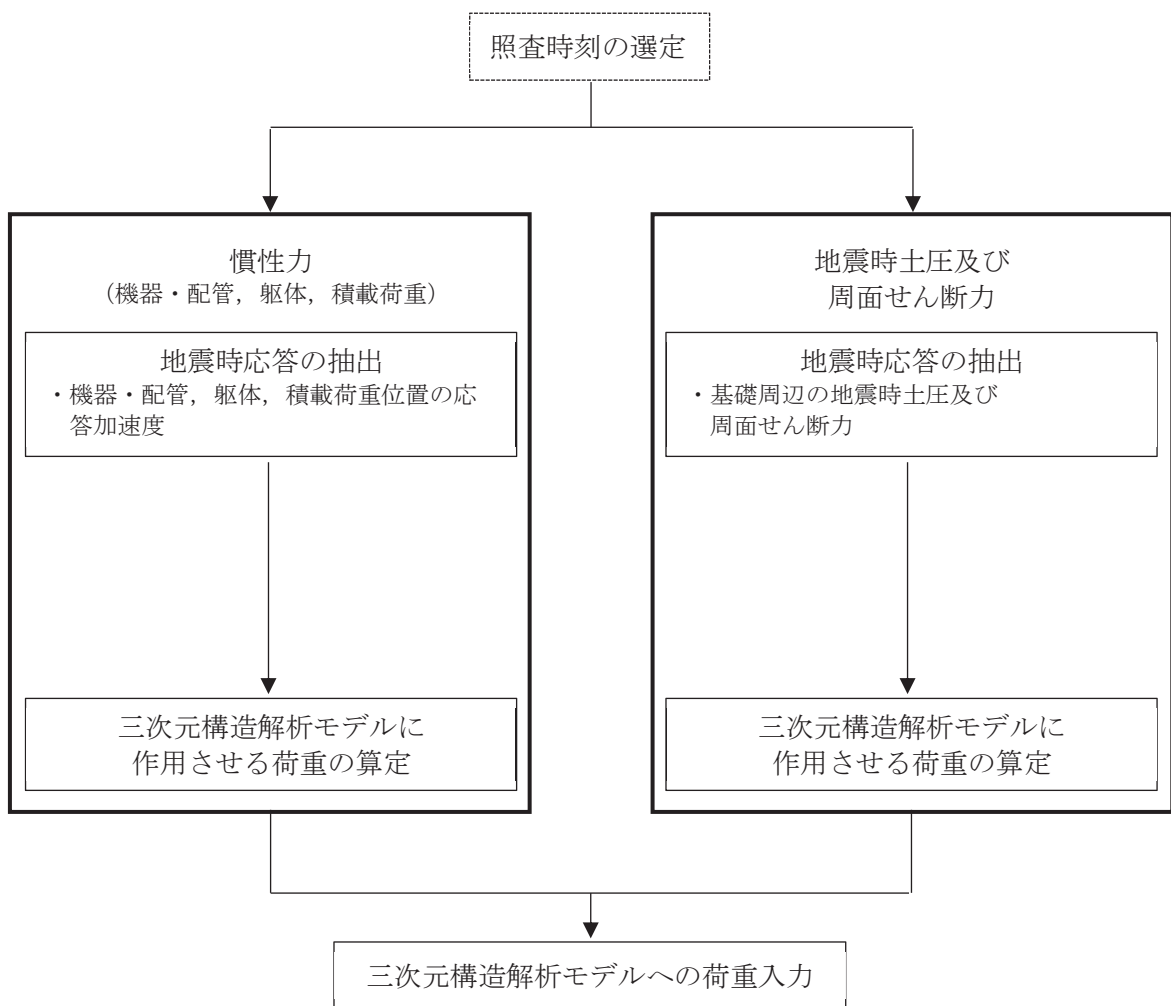 照査時刻の選定
慣性力
(機器・配管，躯体，積載荷重)
地震時応答の抽出
・機器・配管，躯体，積載荷重位置の応
答加速度
三次元構造解析モデルに
作用させる荷重の算定
地震時土圧及び
周面せん断力
地震時応答の抽出
・基礎周辺の地震時土圧及び
周面せん断力
三次元構造解析モデルに
作用させる荷重の算定
三次元構造解析モデルへの荷重入力